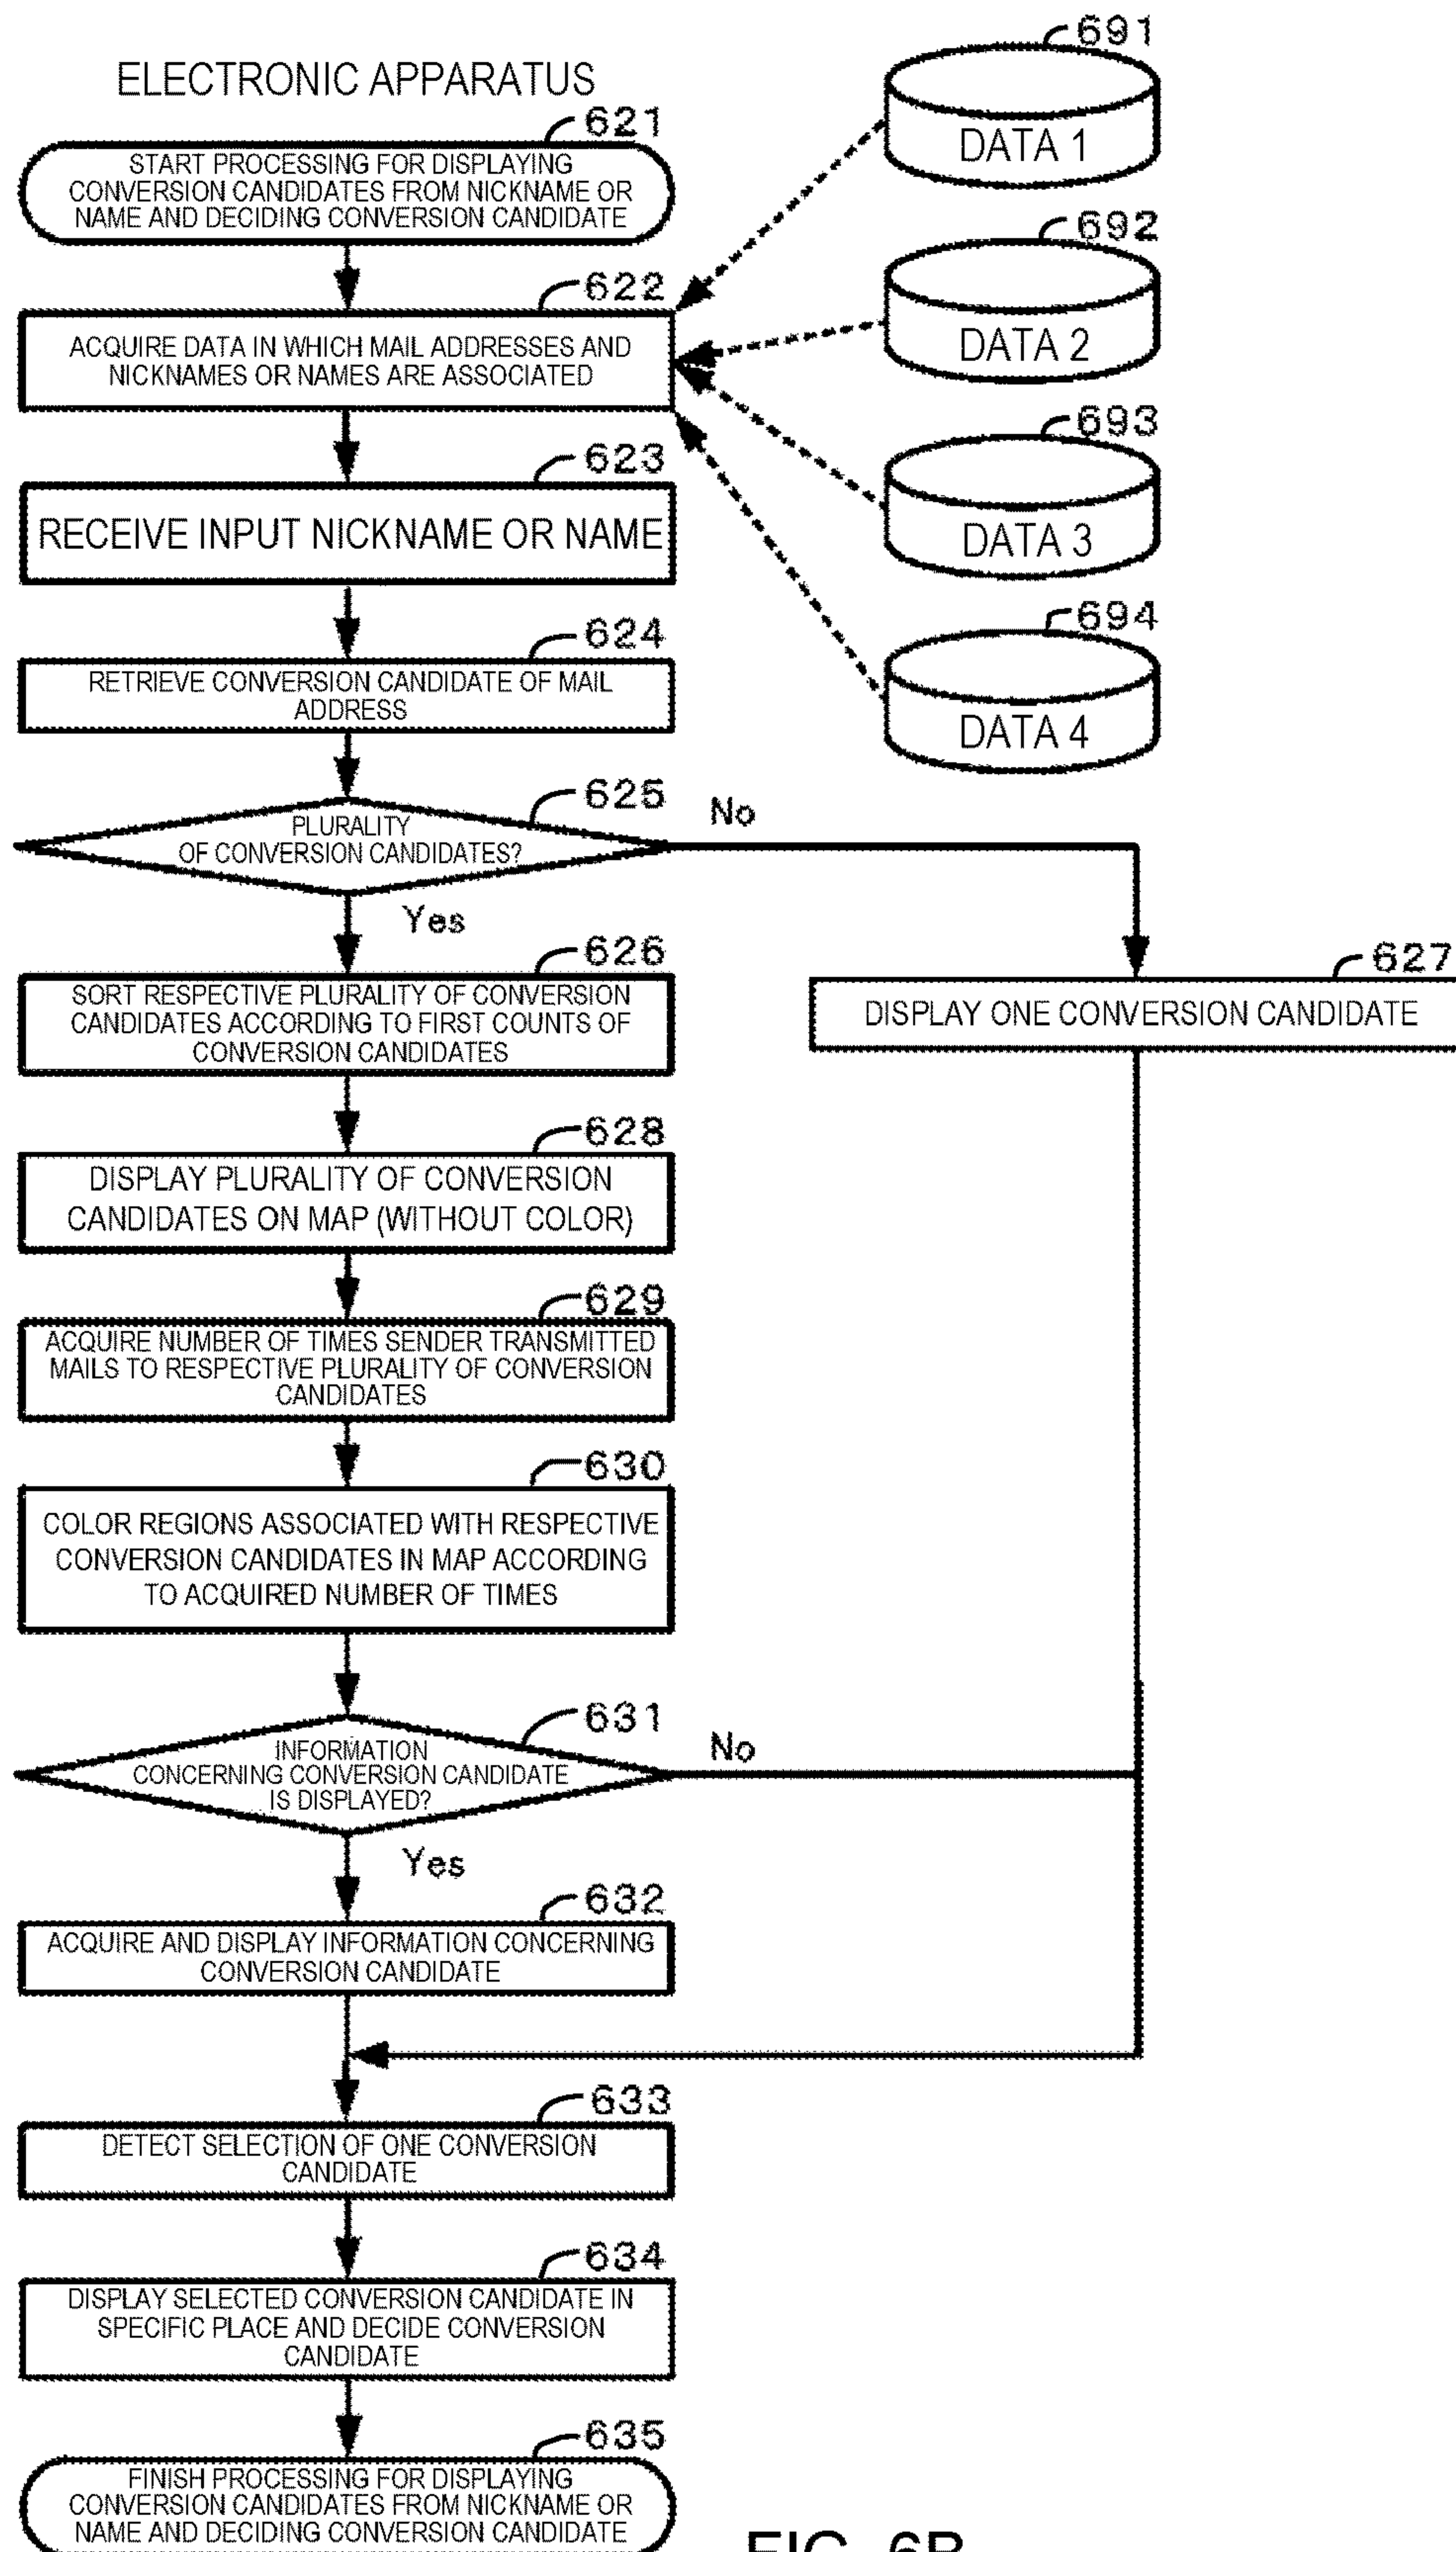 ELECTRONIC APPARATUS
621
START PROCESSING FOR DISPLAYING
CONVERSION CANDIDATES FROM NICKNAME OR
NAME AND DECIDING CONVERSION CANDIDATE
691
DATA 1
692
DATA 2
693
DATA 3
694
DATA 4
622
ACQUIRE DATA IN WHICH MAIL ADDRESSES AND
NICKNAMES OR NAMES ARE ASSOCIATED
623
RECEIVE INPUT NICKNAME OR NAME
624
RETRIEVE CONVERSION CANDIDATE OF MAIL
ADDRESS
625
PLURALITY
OF CONVERSION CANDIDATES?
No
Yes
626
SORT RESPECTIVE PLURALITY OF CONVERSION
CANDIDATES ACCORDING TO FIRST COUNTS OF
CONVERSION CANDIDATES
627
DISPLAY ONE CONVERSION CANDIDATE
628
DISPLAY PLURALITY OF CONVERSION
CANDIDATES ON MAP (WITHOUT COLOR)
629
ACQUIRE NUMBER OF TIMES SENDER TRANSMITTED
MAILS TO RESPECTIVE PLURALITY OF CONVERSION
CANDIDATES
630
COLOR REGIONS ASSOCIATED WITH RESPECTIVE
CONVERSION CANDIDATES IN MAP ACCORDING
TO ACQUIRED NUMBER OF TIMES
631
INFORMATION
CONCERNING CONVERSION CANDIDATE
IS DISPLAYED?
No
Yes
632
ACQUIRE AND DISPLAY INFORMATION CONCERNING
CONVERSION CANDIDATE
633
DETECT SELECTION OF ONE CONVERSION
CANDIDATE
634
DISPLAY SELECTED CONVERSION CANDIDATE IN
SPECIFIC PLACE AND DECIDE CONVERSION
CANDIDATE
635
FINISH PROCESSING FOR DISPLAYING
CONVERSION CANDIDATES FROM NICKNAME OR
NAME AND DECIDING CONVERSION CANDIDATE
FIG. 6B